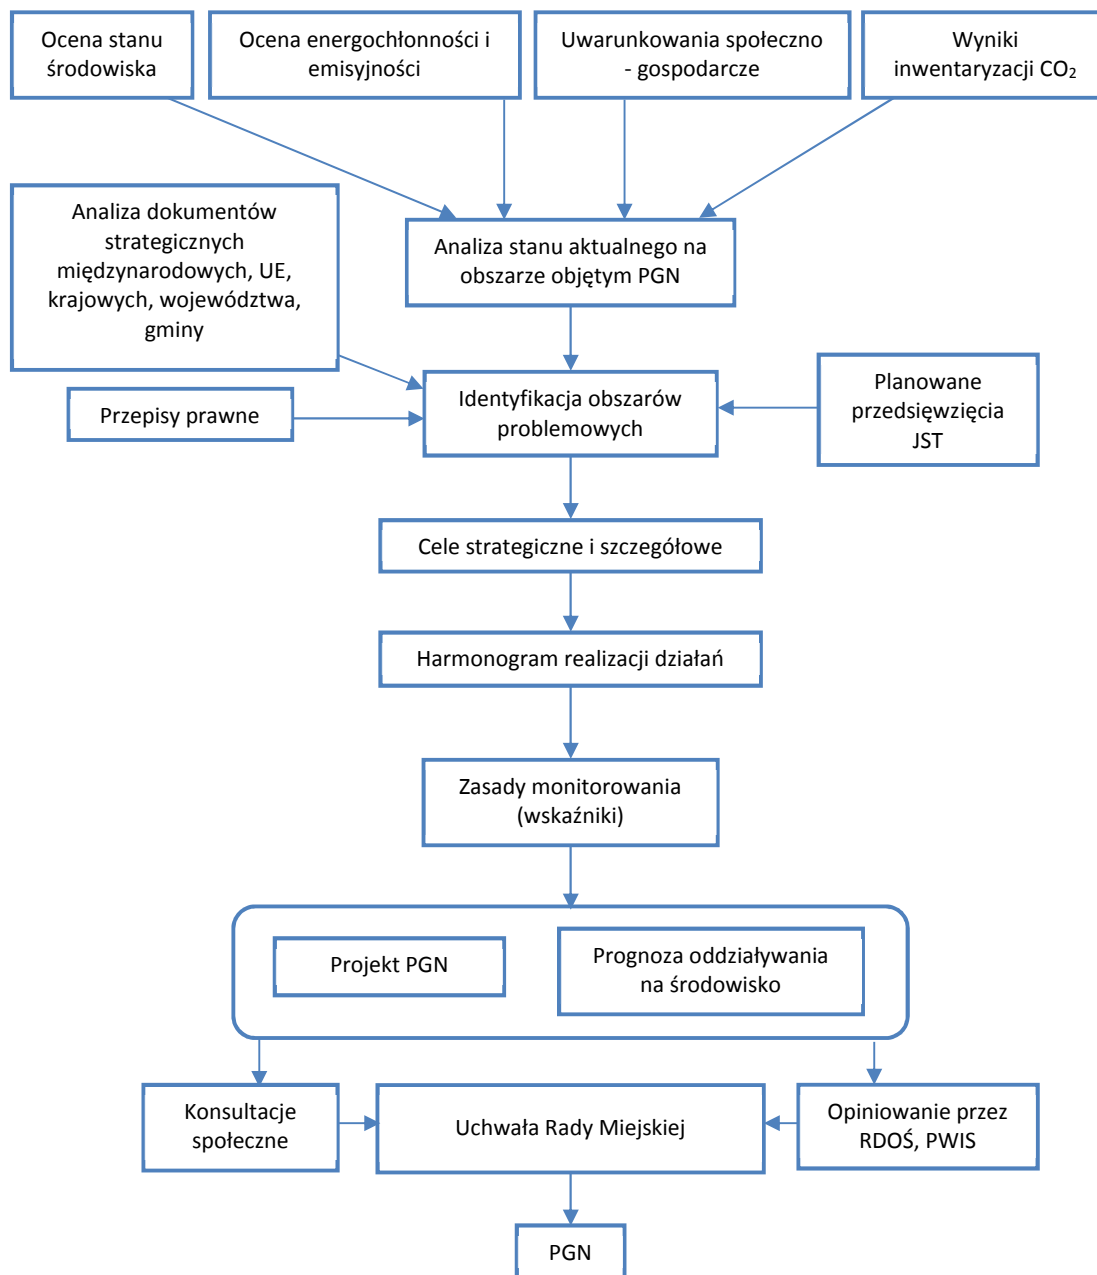 Ocena stanu
środowiska
Ocena energochłonności i
emisyjności
Uwarunkowania społeczno
- gospodarcze
Wyniki
inwentaryzacji CO₂
Analiza dokumentów
strategicznych
międzynarodowych, UE,
krajowych, województwa,
gminy
Analiza stanu aktualnego na
obszarze objętym PGN
Przepisy prawne
Identyfikacja obszarów
problemowych
Planowane
przedsięwzięcia
JST
Cele strategiczne i szczegółowe
Harmonogram realizacji działań
Zasady monitorowania
(wskaźniki)
Projekt PGN
Prognoza oddziaływania
na środowisko
Konsultacje
społeczne
Uchwała Rady Miejskiej
Opiniowanie przez
RDOŚ, PWIS
PGN